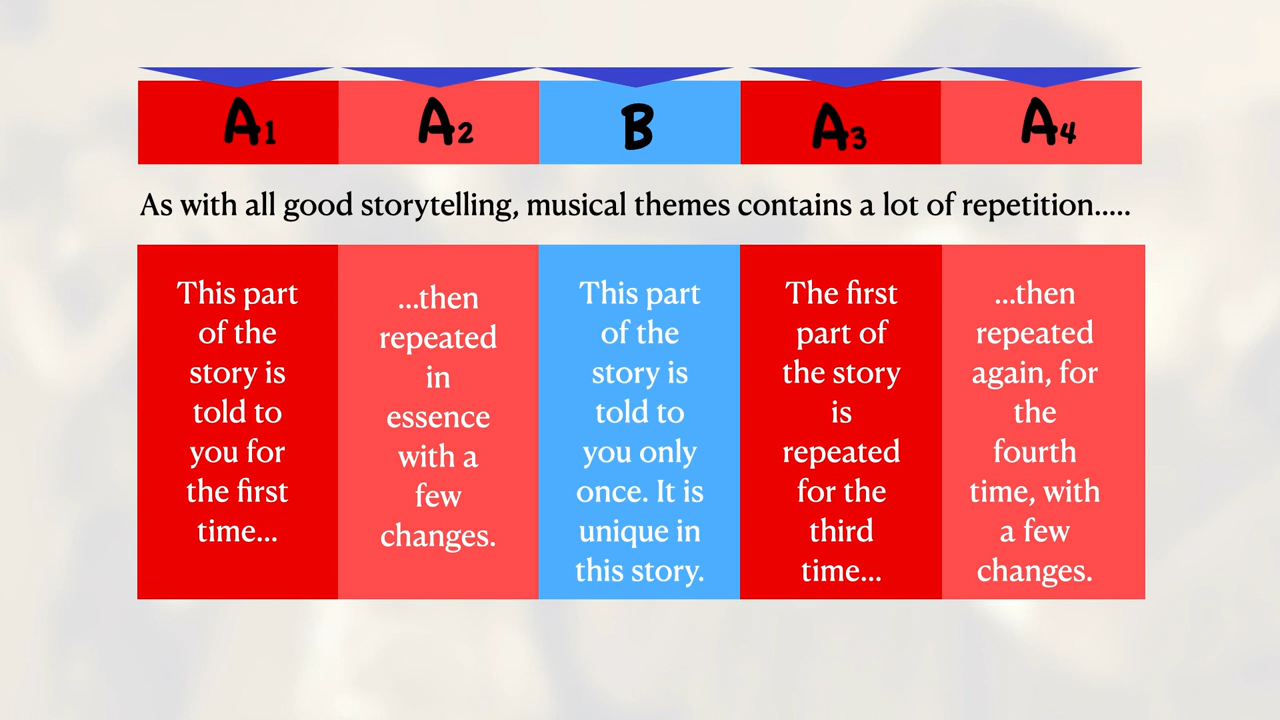 A1 A2 B A3 A4
As with all good storytelling, musical themes contains a lot of repetition.....
This part
of the
story is
told to
you for
the first
time...
...then
repeated
in
essence
with a
few
changes.
This part
of the
story is
told to
you only
once. It is
unique in
this story.
The first
part of
the story
is
repeated
for the
third
time...
...then
repeated
again, for
the
fourth
time, with
a few
changes.